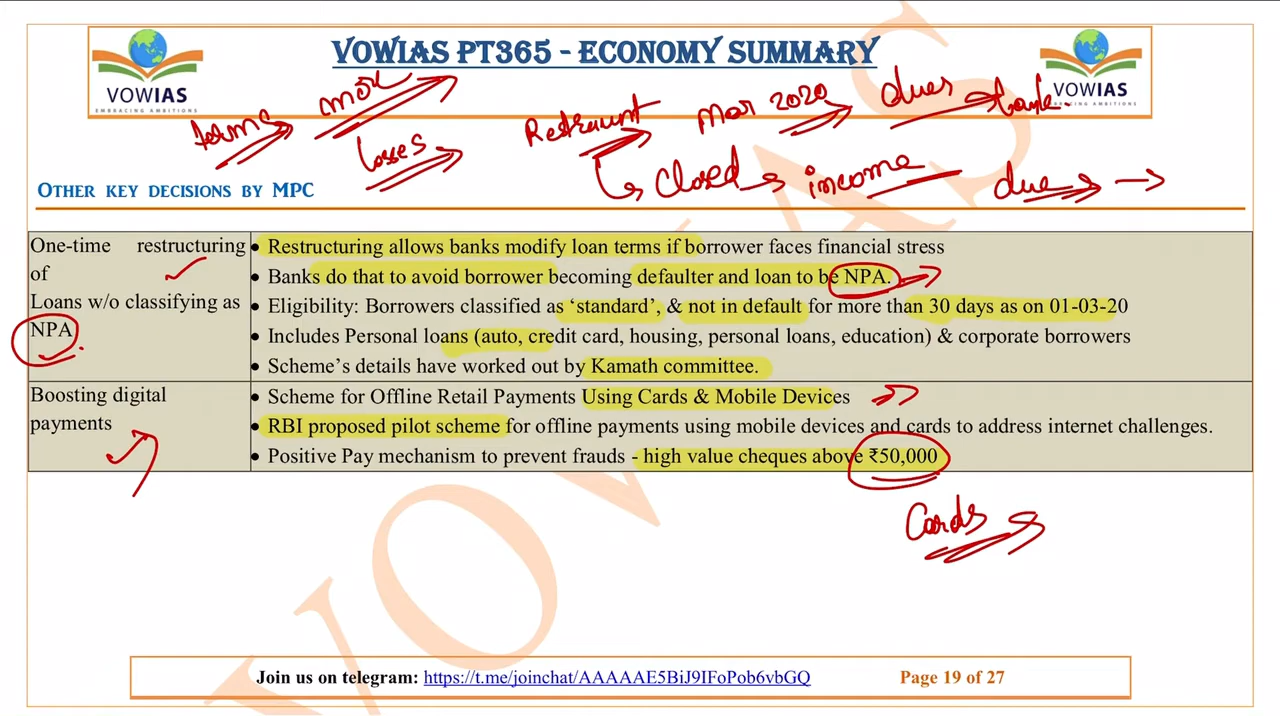 VOWIAS PT365 - ECONOMY SUMMARY
VOWIAS
EMBRACING AMBITIONS
VOWIAS
EMBRACING AMBITIONS
terms
mor
losses
Restraunt
Mar 2020
dues
bank
closed
income
due
OTHER KEY DECISIONS BY MPC
One-time restructuring
of
Loans w/o classifying as
NPA
• Restructuring allows banks modify loan terms if borrower faces financial stress
• Banks do that to avoid borrower becoming defaulter and loan to be NPA.
• Eligibility: Borrowers classified as ‘standard’, & not in default for more than 30 days as on 01-03-20
• Includes Personal loans (auto, credit card, housing, personal loans, education) & corporate borrowers
• Scheme’s details have worked out by Kamath committee.
Boosting digital
payments
• Scheme for Offline Retail Payments Using Cards & Mobile Devices
• RBI proposed pilot scheme for offline payments using mobile devices and cards to address internet challenges.
• Positive Pay mechanism to prevent frauds - high value cheques above ₹50,000
Cards
Join us on telegram: https://t.me/joinchat/AAAAAE5BiJ9IFoPob6vbGQ Page 19 of 27